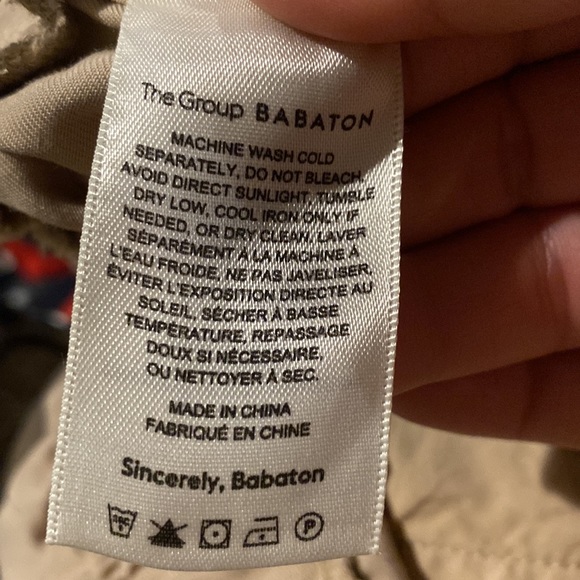 The Group BABATON
MACHINE WASH COLD
SEPARATELY, DO NOT BLEACH,
AVOID DIRECT SUNLIGHT, TUMBLE
DRY LOW, COOL IRON ONLY IF
NEEDED, OR DRY CLEAN. LAVER
SÉPARÉMENT À LA MACHINE À
L'EAU FROIDE, NE PAS JAVELISER,
ÉVITER L'EXPOSITION DIRECTE AU
SOLEIL, SÉCHER À BASSE
TEMPÉRATURE, REPASSAGE
DOUX SI NÉCESSAIRE,
OU NETTOYER À SEC.
MADE IN CHINA
FABRIQUÉ EN CHINE
Sincerely, Babaton
P